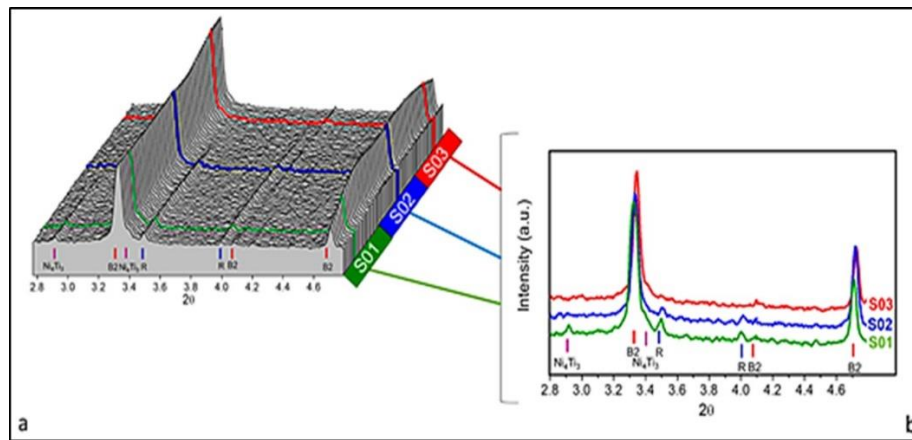 S01 S02 S03
Ni₄Ti₃ B2 Ni₄Ti₃ R R B2 B2
2.8 3.0 3.2 3.4 3.6 3.8 4.0 4.2 4.4 4.6
2θ
a
Intensity (a.u.)
S03
S02
S01
Ni₄Ti₃ B2 Ni₄Ti₃ R R B2 B2
2.8 3.0 3.2 3.4 3.6 3.8 4.0 4.2 4.4 4.6
2θ
b